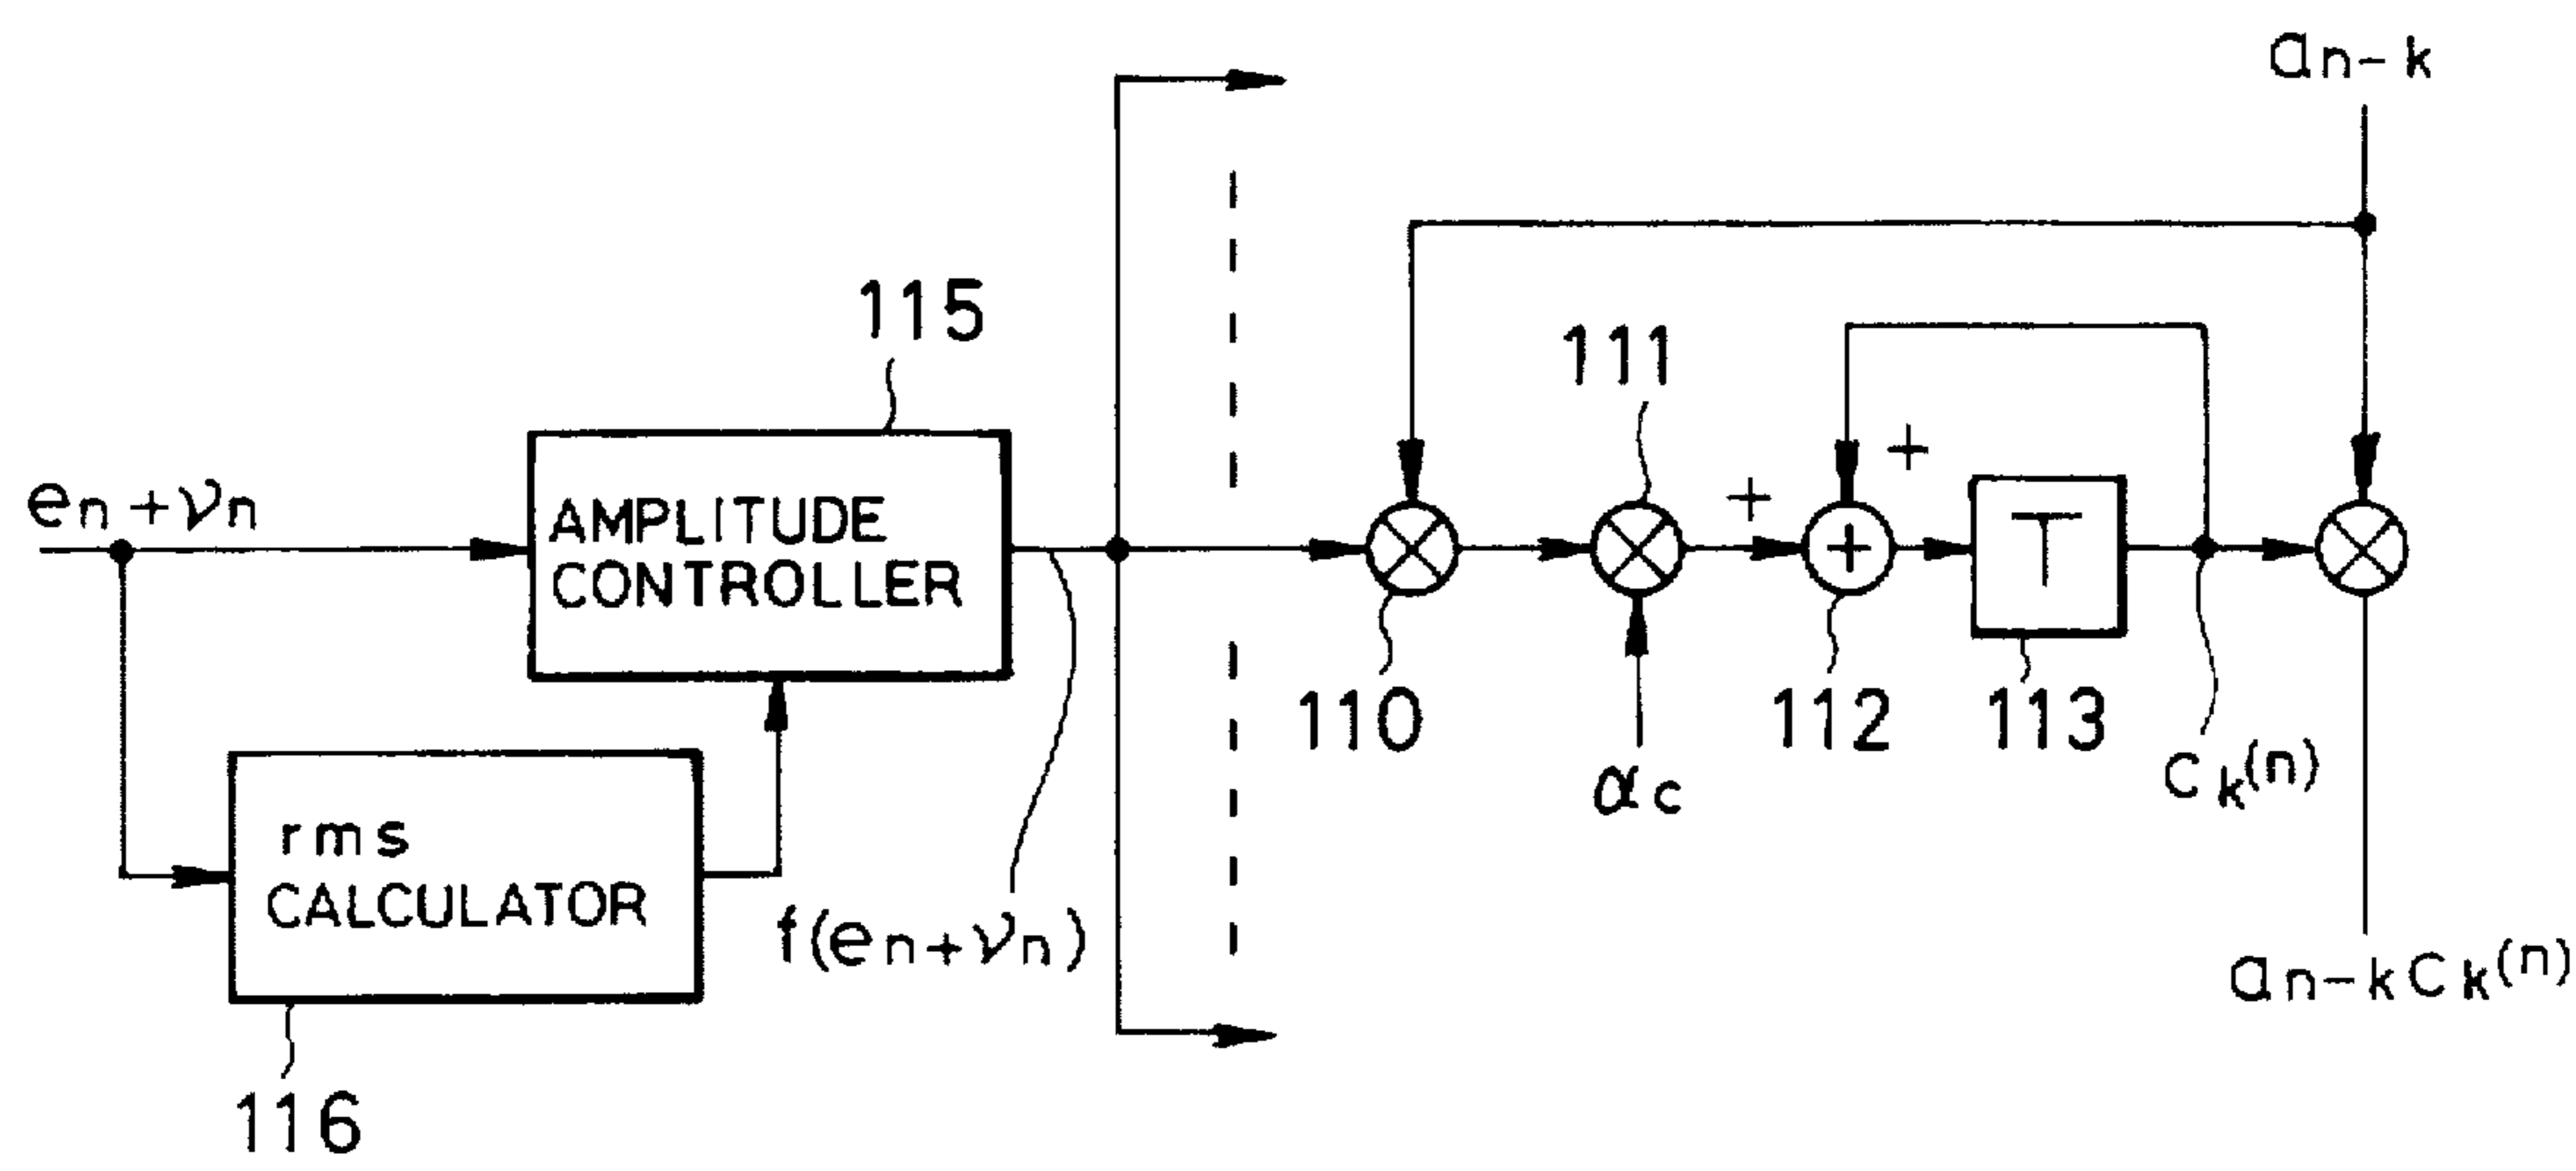 an-k
115
111
en+νn
AMPLITUDE
CONTROLLER
+
+
+
T
110
αc
112
113
Ck(n)
rms
CALCULATOR
f(en+νn)
an-kCk(n)
116